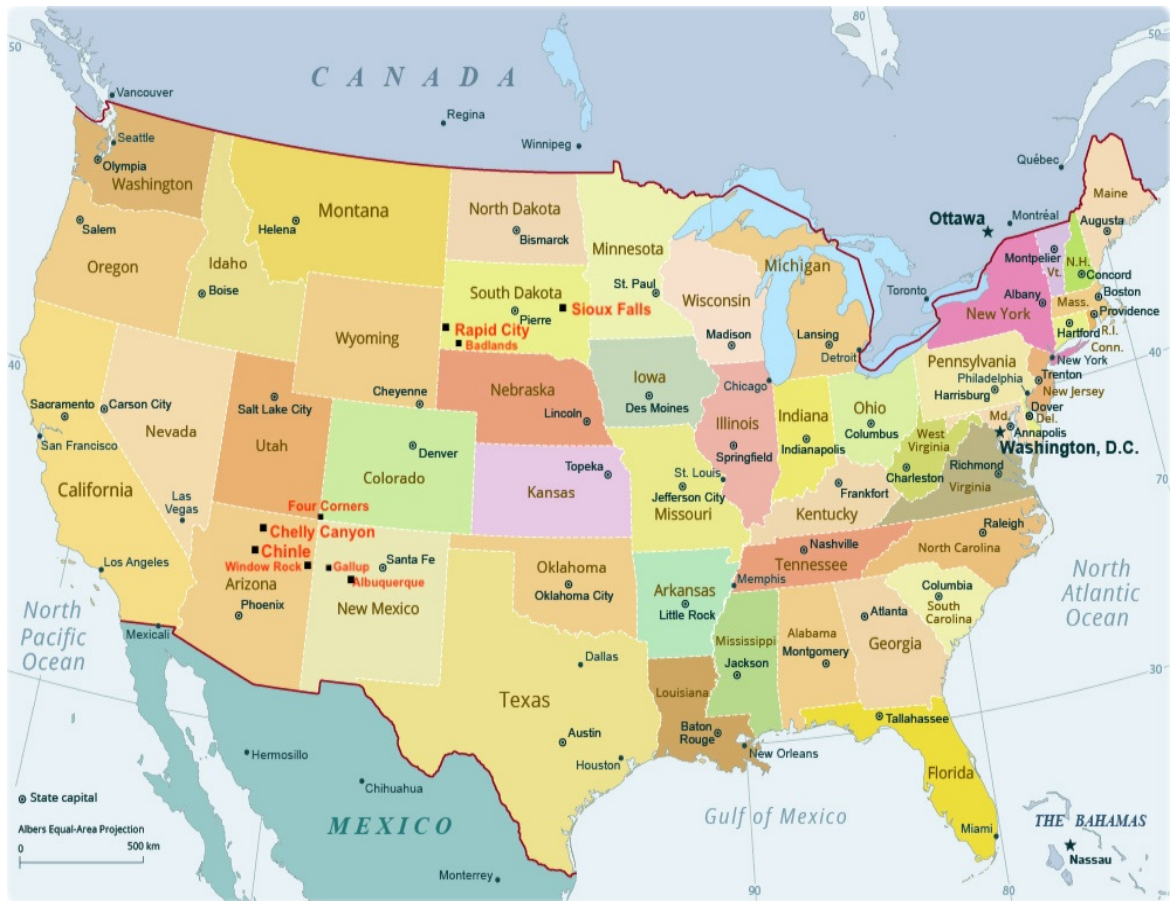 80
50
50
CANADA
Vancouver
Regina
Winnipeg
Québec
Seattle
Olympia
Washington
Montana
Helena
North Dakota
Bismarck
Minnesota
St. Paul
Ottawa
Montréal
Maine
Augusta
Salem
Oregon
Idaho
Boise
South Dakota
Pierre
Sioux Falls
Rapid City
Badlands
Wisconsin
Madison
Michigan
Lansing
Detroit
Toronto
Montpelier
Vt.
N.H.
Concord
Albany
New York
Mass.
Boston
Providence
Hartford
R.I.
Conn.
New York
40
40
Wyoming
Cheyenne
Nebraska
Lincoln
Iowa
Des Moines
Chicago
Illinois
Springfield
Indiana
Indianapolis
Ohio
Columbus
Pennsylvania
Philadelphia
Harrisburg
Trenton
New Jersey
Dover
Del.
Md.
Annapolis
Washington, D.C.
West
Virginia
Charleston
Richmond
Virginia
70
Sacramento
Carson City
San Francisco
Nevada
Salt Lake City
Utah
Denver
Colorado
Topeka
Kansas
St. Louis
Jefferson City
Missouri
Frankfort
Kentucky
California
Las
Vegas
Four Corners
Chelly Canyon
Chinle
Window Rock
Gallup
Albuquerque
Santa Fe
Los Angeles
Arizona
Phoenix
New Mexico
Oklahoma
Oklahoma City
Arkansas
Little Rock
Memphis
Nashville
Tennessee
Raleigh
North Carolina
Columbia
South
Carolina
North
Atlantic
Ocean
North
Pacific
Ocean
Mexicali
Dallas
Texas
Austin
Houston
Louisiana
Baton
Rouge
New Orleans
Mississippi
Jackson
Alabama
Montgomery
Atlanta
Georgia
Tallahassee
Florida
Miami
30
Hermosillo
Chihuahua
MEXICO
Monterrey
Gulf of Mexico
THE BAHAMAS
Nassau
State capital
Albers Equal-Area Projection
0
500 km
90
80